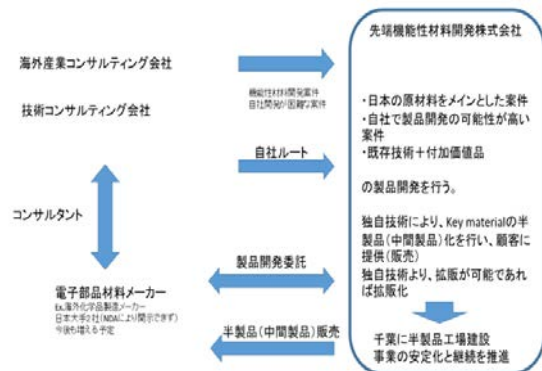 先端機能性材料開発株式会社
海外産業コンサルティング会社
機能性材料開発案件
自社開発が困難な案件
技術コンサルティング会社
・日本の原材料をメインとした案件
・自社で製品開発の可能性が高い
案件
・既存技術+付加価値品
自社ルート
の製品開発を行う。
コンサルタント
独自技術により、Key materialの半
製品(中間製品)化を行い、顧客に
提供(販売)
独自技術より、拡販が可能であれ
ば拡販化
製品開発委託
電子部品材料メーカー
Ex.海外化学品製造メーカー
日本大手2社(NDAにより開示できず)
今後も増える予定
半製品(中間製品)販売
千葉に半製品工場建設
事業の安定化と継続を推進